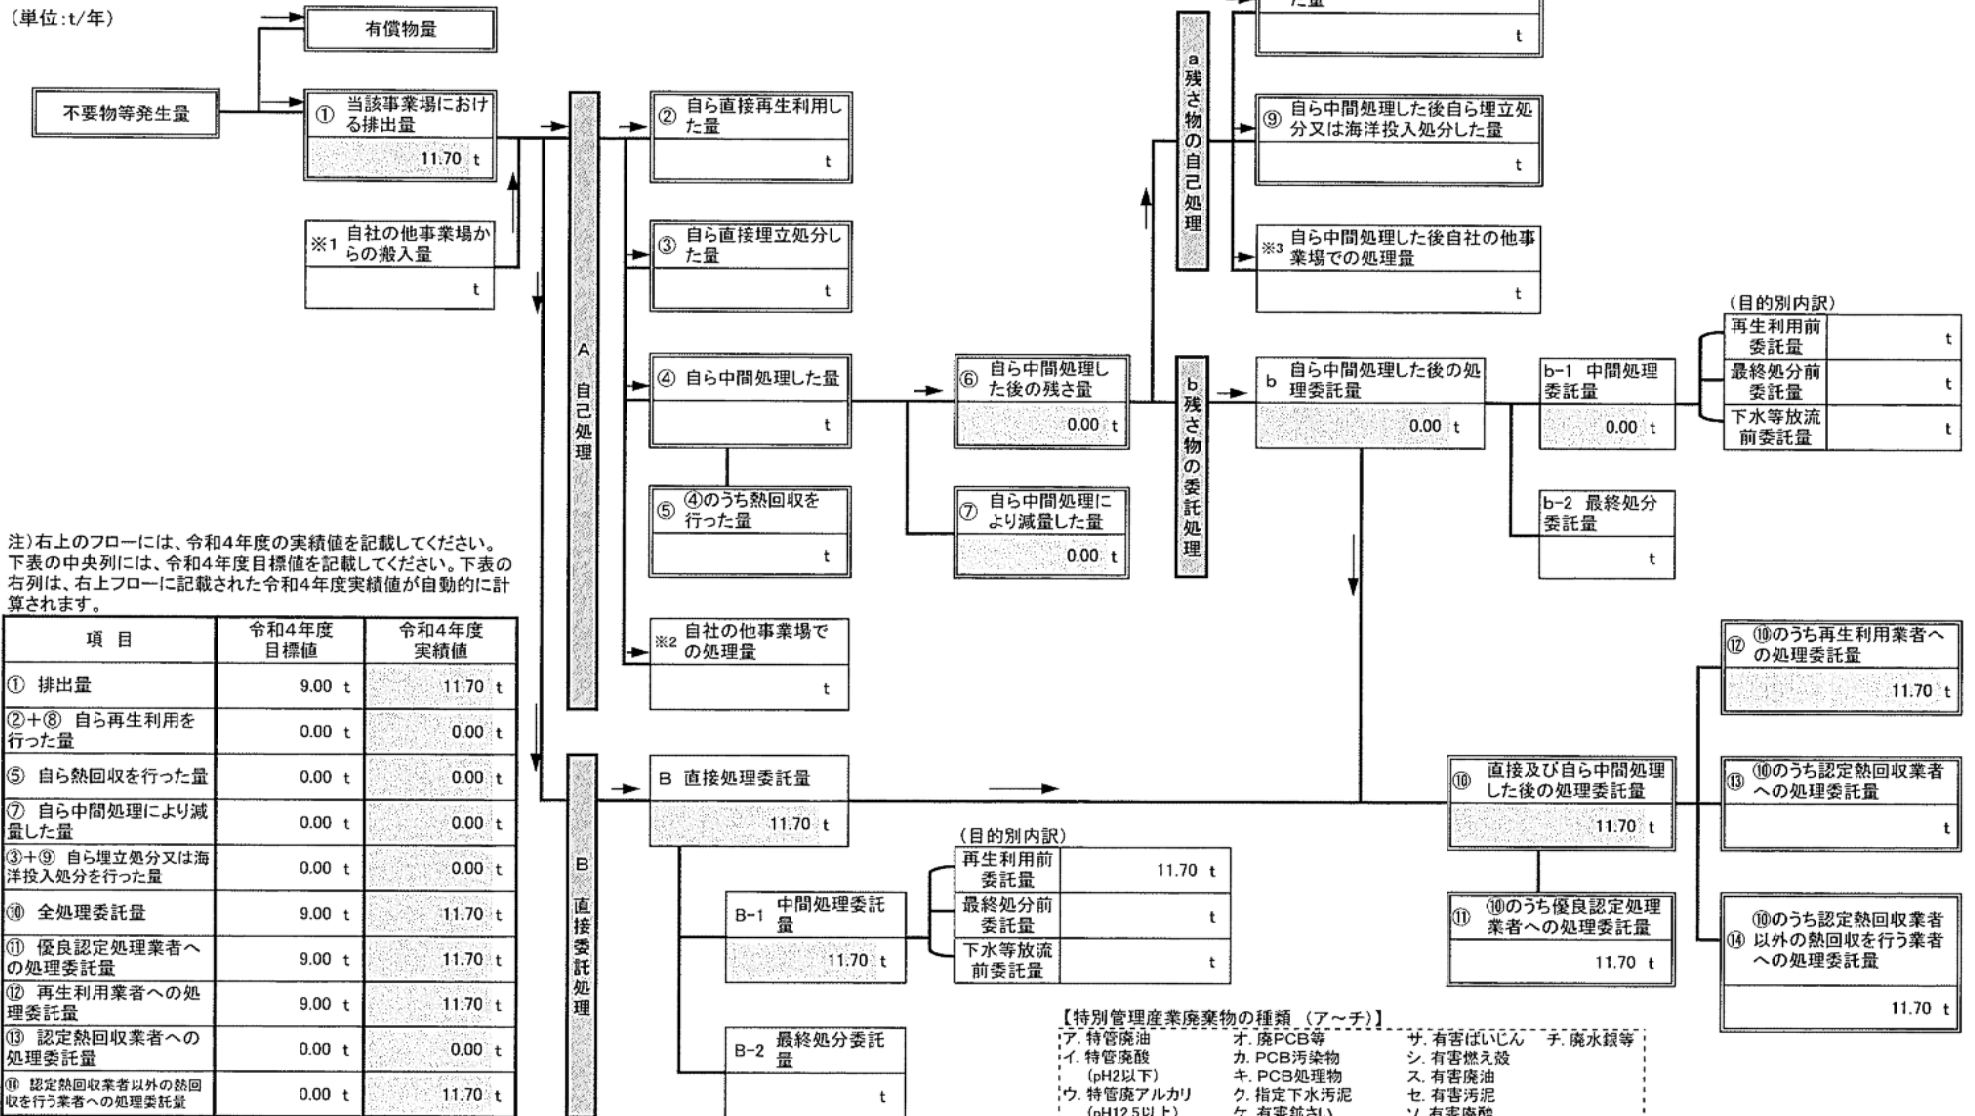 (単位:t/年)
有償物量
不要物等発生量
① 当該事業場におけ
る排出量
11.70 t
※1 自社の他事業場か
らの搬入量
t
A 自己処理
② 自ら直接再生利用し
た量
t
③ 自ら直接埋立処分し
た量
t
④ 自ら中間処理した量
t
⑤ ④のうち熱回収を
行った量
t
※2 自社の他事業場で
の処理量
t
⑥ 自ら中間処理し
た後の残さ量
0.00 t
⑦ 自ら中間処理に
より減量した量
0.00 t
a 残さ物の自己処理
た量
t
⑨ 自ら中間処理した後自ら埋立処
分又は海洋投入処分した量
t
※3 自ら中間処理した後自社の他事
業場での処理量
t
b 残さ物の委託処理
b 自ら中間処理した後の処
理委託量
0.00 t
b-1 中間処理
委託量
0.00 t
b-2 最終処分
委託量
t
(目的別内訳)
再生利用前
委託量
t
最終処分前
委託量
t
下水等放流
前委託量
t
注)右上のフローには、令和4年度の実績値を記載してください。
下表の中央列には、令和4年度目標値を記載してください。下表の
右列は、右上フローに記載された令和4年度実績値が自動的に計
算されます。
項 目
令和4年度
目標値
令和4年度
実績値
① 排出量
9.00 t
11.70 t
②+⑧ 自ら再生利用を
行った量
0.00 t
0.00 t
⑤ 自ら熱回収を行った量
0.00 t
0.00 t
⑦ 自ら中間処理により減
量した量
0.00 t
0.00 t
③+⑨ 自ら埋立処分又は海
洋投入処分を行った量
0.00 t
0.00 t
⑩ 全処理委託量
9.00 t
11.70 t
⑪ 優良認定処理業者へ
の処理委託量
9.00 t
11.70 t
⑫ 再生利用業者への処
理委託量
9.00 t
11.70 t
⑬ 認定熱回収業者への
処理委託量
0.00 t
0.00 t
⑭ 認定熱回収業者以外の熱回
収を行う業者への処理委託量
0.00 t
11.70 t
B 直接委託処理
B 直接処理委託量
11.70 t
B-1 中間処理委託
量
11.70 t
B-2 最終処分委託
量
t
(目的別内訳)
再生利用前
委託量
11.70 t
最終処分前
委託量
t
下水等放流
前委託量
t
⑩ 直接及び自ら中間処理
した後の処理委託量
11.70 t
⑪ ⑩のうち優良認定処理
業者への処理委託量
11.70 t
⑫ ⑩のうち再生利用業者へ
の処理委託量
11.70 t
⑬ ⑩のうち認定熱回収業者
への処理委託量
t
⑭ ⑩のうち認定熱回収業者
以外の熱回収を行う業者
への処理委託量
11.70 t
【特別管理産業廃棄物の種類 (ア～チ)】
ア. 特管廃油 オ. 廃PCB等 サ. 有害ばいじん チ. 廃水銀等
イ. 特管廃酸 カ. PCB汚染物 シ. 有害燃え殻
(pH2以下) キ. PCB処理物 ス. 有害廃油
ウ. 特管廃アルカリ ク. 指定下水汚泥 セ. 有害汚泥
(pH12.5以上) ケ. 有害鉱さい ソ. 有害廃酸